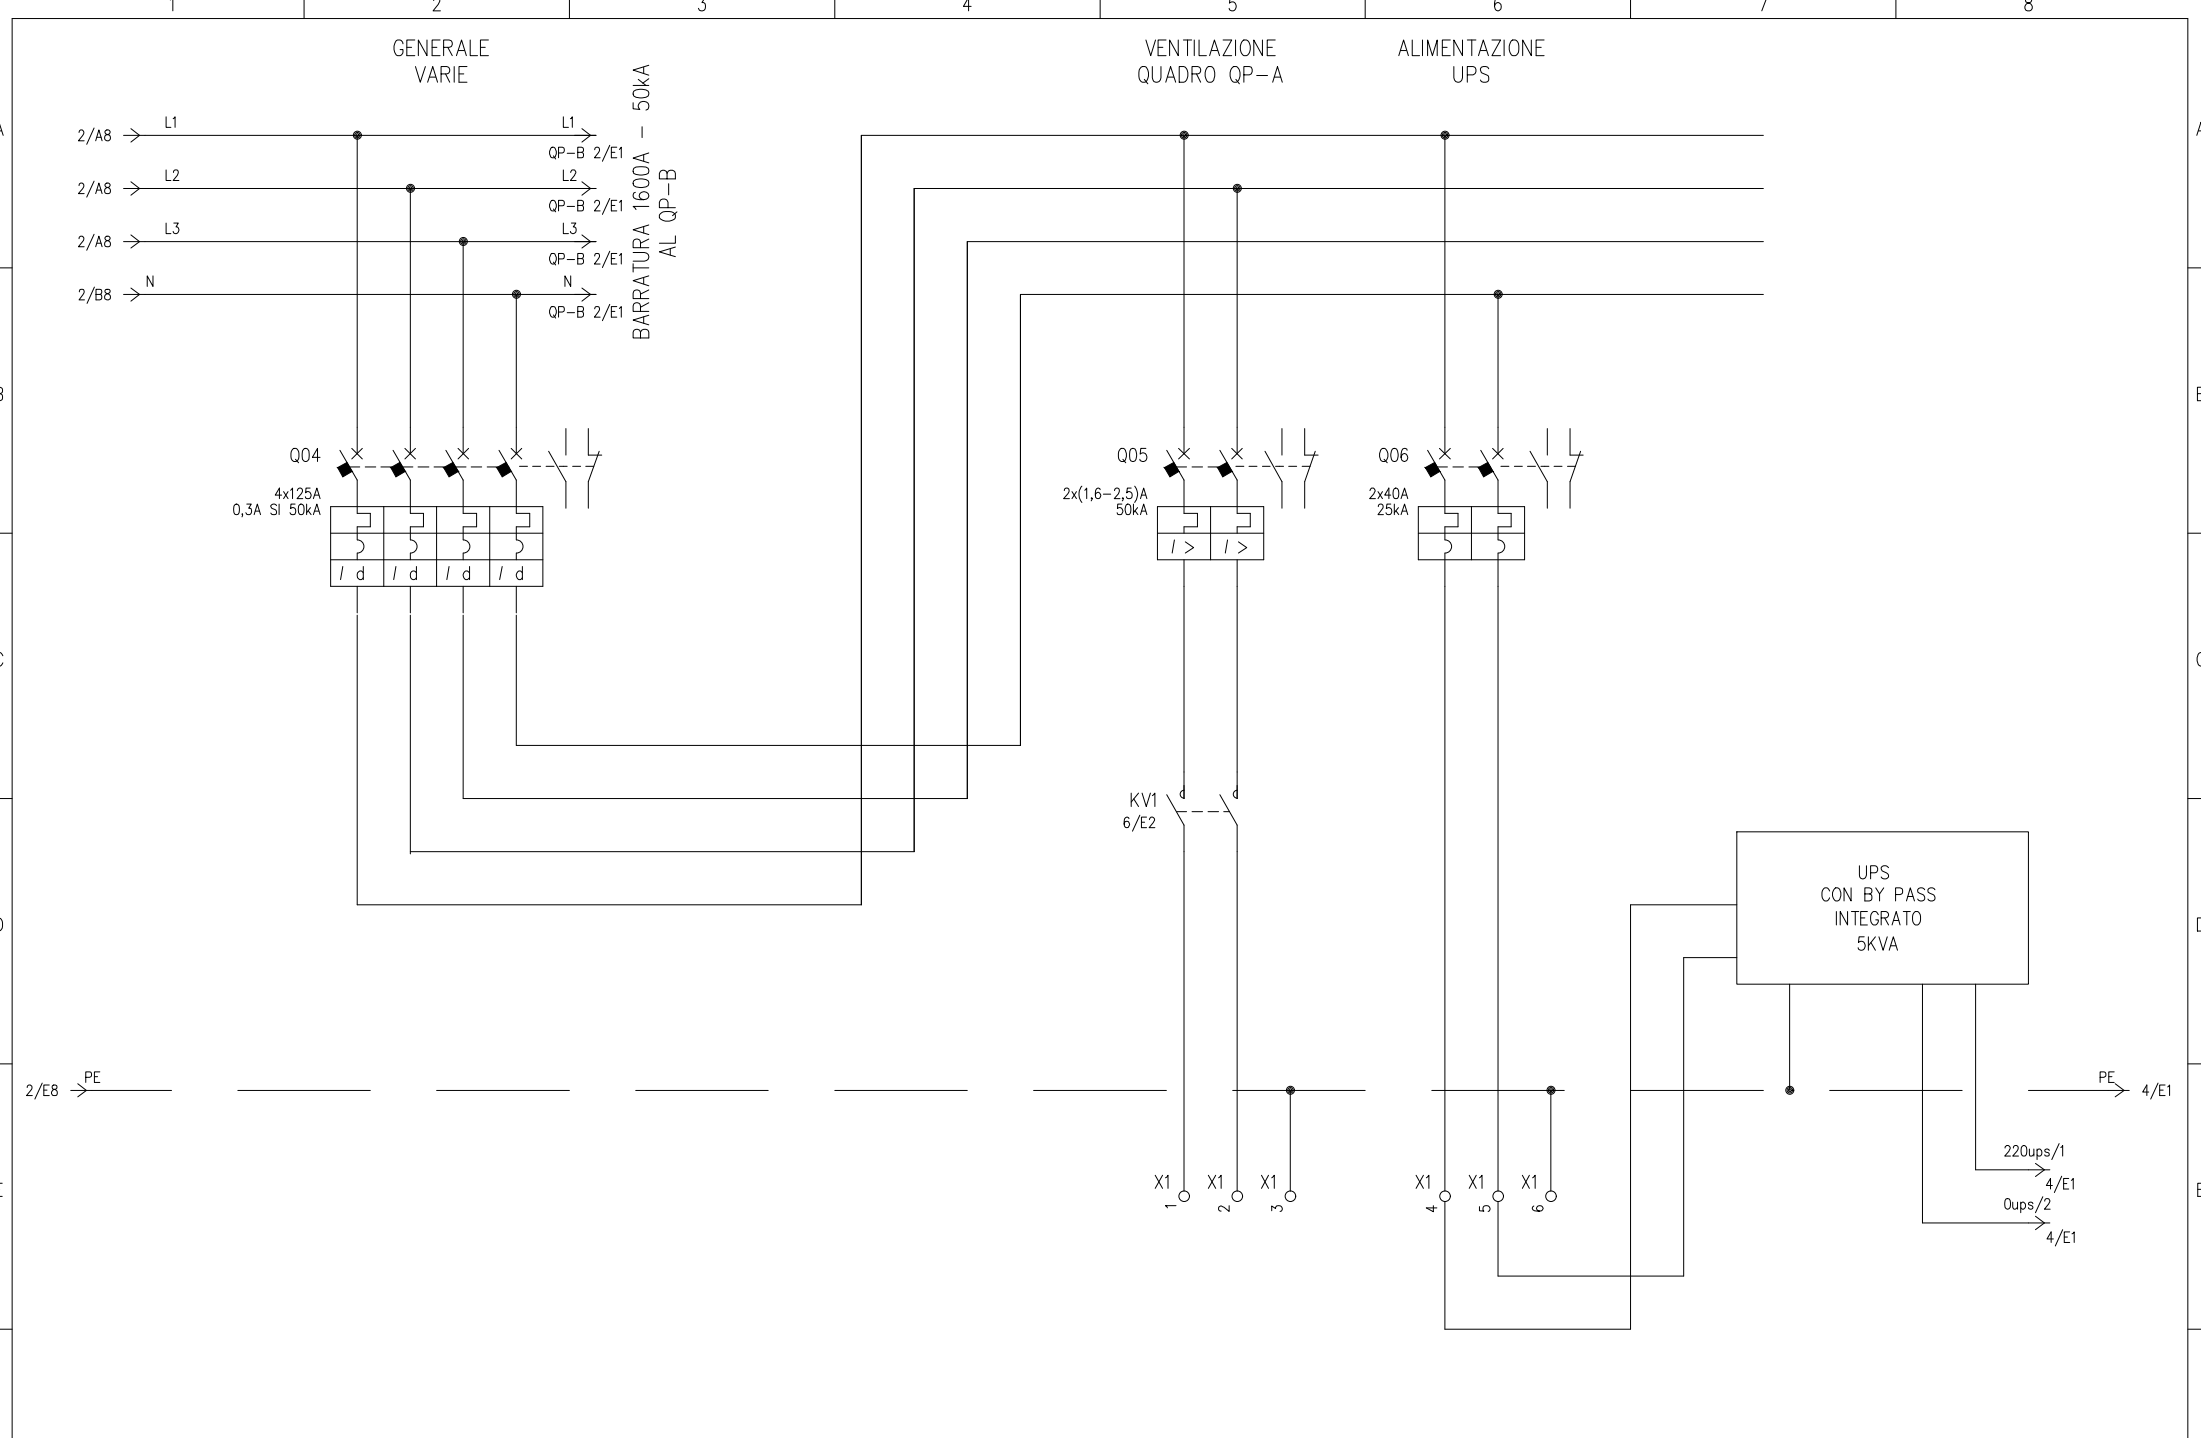 1 2 3 4 5 6 7 8
GENERALE
VARIE
VENTILAZIONE
QUADRO QP-A
ALIMENTAZIONE
UPS
BARRATURA 1600A - 50kA
AL QP-B
A A
2/A8 L1 L1
QP-B 2/E1
2/A8 L2 L2
QP-B 2/E1
2/A8 L3 L3
QP-B 2/E1
2/B8 N N
QP-B 2/E1
Q04
4x125A
0,3A SI 50kA
I d I d I d I d
Q05
2x(1,6-2,5)A
50kA
I > I >
Q06
2x40A
25kA
KV1
6/E2
UPS
CON BY PASS
INTEGRATO
5KVA
2/E8 PE PE 4/E1
220ups/1
4/E1
0ups/2
4/E1
X1 X1 X1 X1 X1 X1
1 2 3 4 5 6